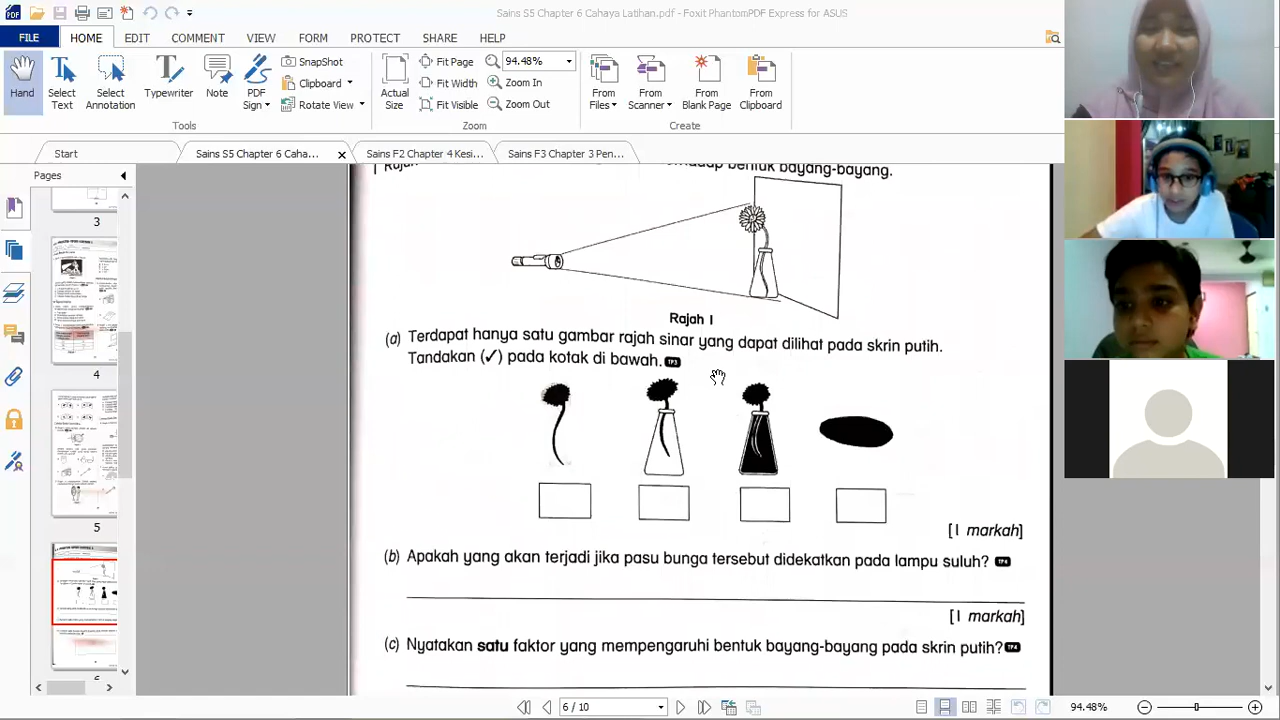 Sains S5 Chapter 6 Cahaya Latihan.pdf - Foxit PhantomPDF Express for ASUS
FILE HOME EDIT COMMENT VIEW FORM PROTECT SHARE HELP
Hand
Select Text
Select Annotation
Typewriter
Note
PDF Sign
SnapShot
Clipboard
Rotate View
Tools
Actual Size
Fit Page
Fit Width
Fit Visible
94.48%
Zoom In
Zoom Out
Zoom
From Files
From Scanner
From Blank Page
From Clipboard
Create
Start
Sains S5 Chapter 6 Caha...
Sains F2 Chapter 4 Kesi...
Sains F3 Chapter 3 Pen...
Pages
3
4
5
bentuk bayang-bayang.
Rajah 1
(a) Terdapat hanya satu gambar rajah sinar yang dapat dilihat pada skrin putih.
Tandakan (✓) pada kotak di bawah. TP3
[1 markah]
(b) Apakah yang akan terjadi jika pasu bunga tersebut didekatkan pada lampu suluh?
[1 markah]
(c) Nyatakan satu faktor yang mempengaruhi bentuk bayang-bayang pada skrin putih? TP4
6 / 10
94.48%